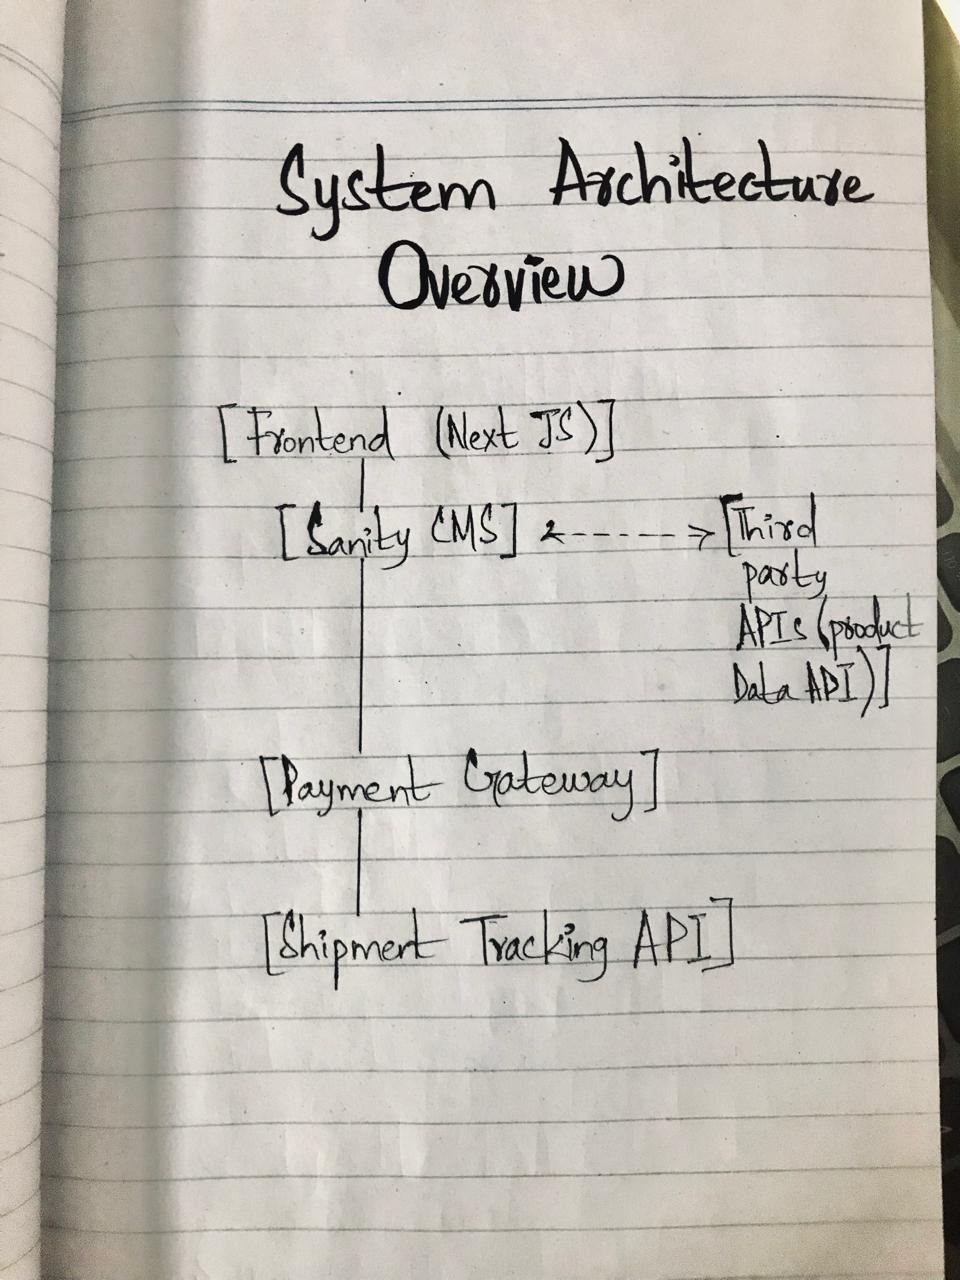 System Architecture
Overview
[Frontend (Next JS)]
[Sanity CMS] <-----> [Third
party
APIs (product
Data API)]
[Payment Gateway]
[Shipment Tracking API]